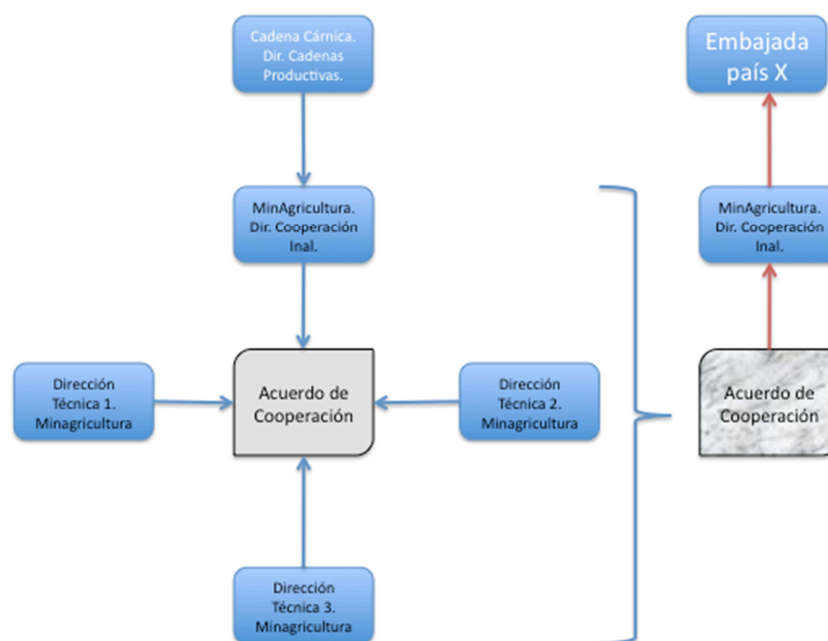 Cadena Cárnica.
Dir. Cadenas
Productivas.
Embajada
país X
MinAgricultura.
Dir. Cooperación
Inal.
MinAgricultura.
Dir. Cooperación
Inal.
Dirección
Técnica 1.
Minagricultura
Acuerdo de
Cooperación
Dirección
Técnica 2.
Minagricultura
Acuerdo de
Cooperación
Dirección
Técnica 3.
Minagricultura